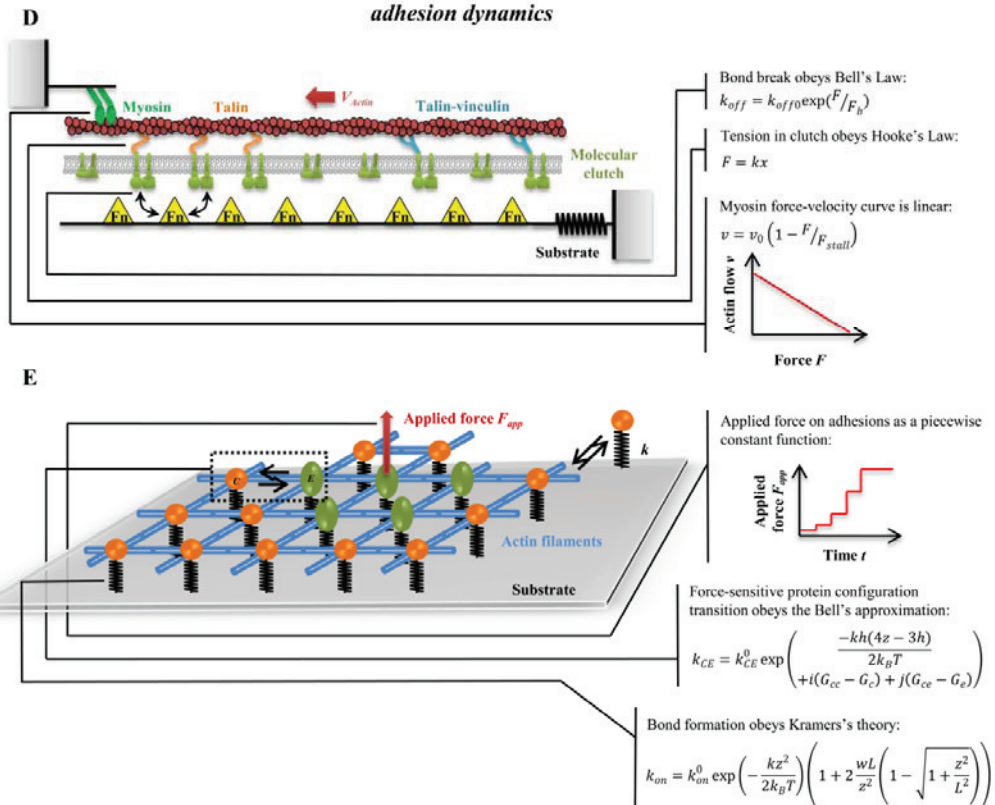 adhesion dynamics
D
Myosin
Talin
V_Actin
Talin-vinculin
Molecular
clutch
Fn
Fn
Fn
Fn
Fn
Fn
Fn
Fn
Substrate
Bond break obeys Bell's Law:
k_off = k_off0 exp(F/F_b)
Tension in clutch obeys Hooke's Law:
F = kx
Myosin force-velocity curve is linear:
v = v_0 (1 − F/F_stall)
Actin flow v
Force F
E
Applied force F_app
k
C
E
Actin filaments
Substrate
Applied force on adhesions as a piecewise
constant function:
Applied
force F_app
Time t
Force-sensitive protein configuration
transition obeys the Bell's approximation:
k_CE = k_CE^0 exp( −kh(4z − 3h) / 2k_BT
+i(G_cc − G_c) + j(G_ce − G_e) )
Bond formation obeys Kramers's theory:
k_on = k_on^0 exp(−kz^2/2k_BT) (1 + 2 wL/z^2 (1 − √(1 + z^2/L^2)))